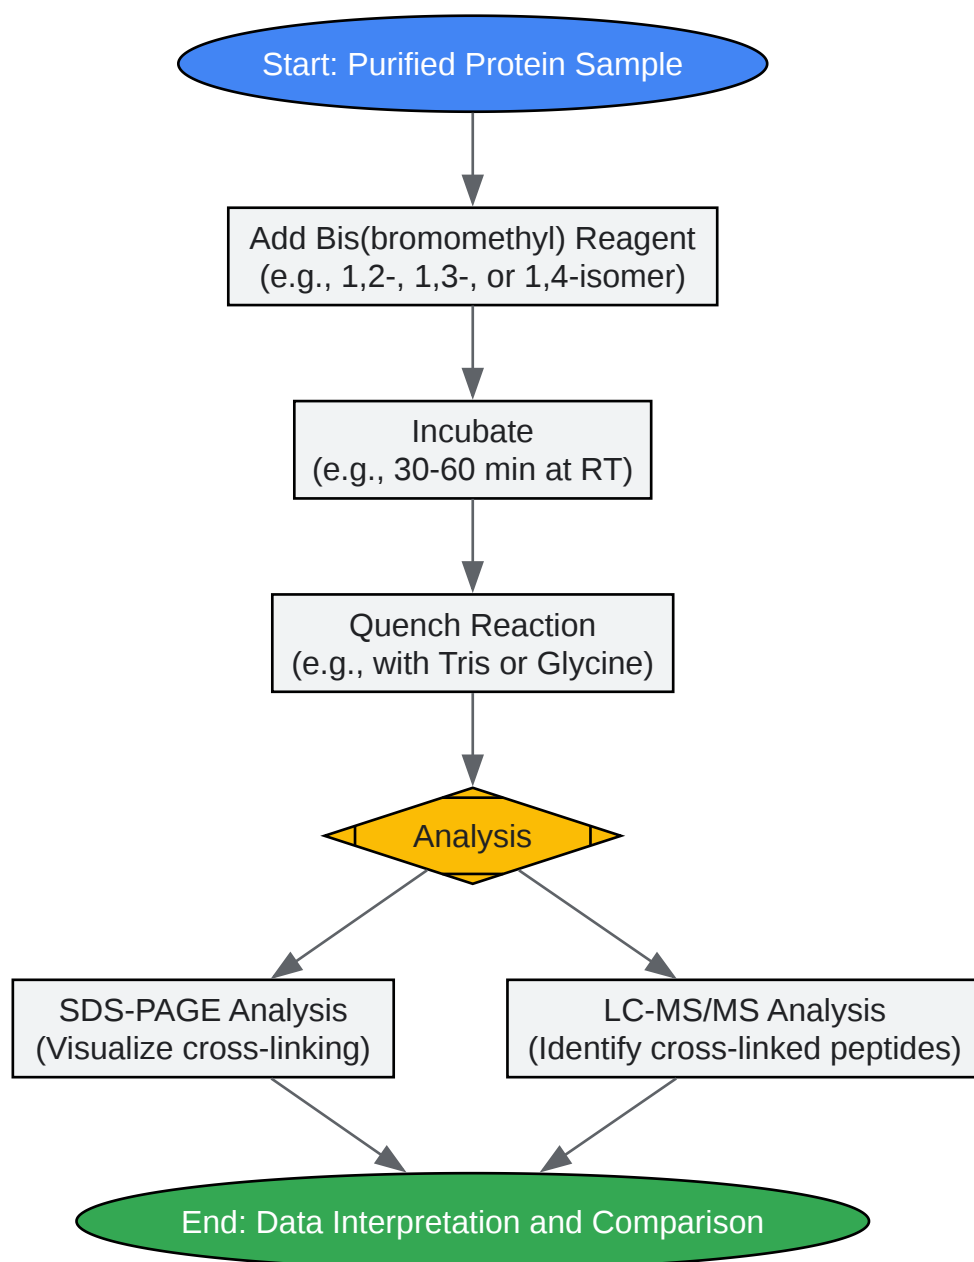 Start: Purified Protein Sample
Add Bis(bromomethyl) Reagent
(e.g., 1,2-, 1,3-, or 1,4-isomer)
Incubate
(e.g., 30-60 min at RT)
Quench Reaction
(e.g., with Tris or Glycine)
Analysis
SDS-PAGE Analysis
(Visualize cross-linking)
LC-MS/MS Analysis
(Identify cross-linked peptides)
End: Data Interpretation and Comparison